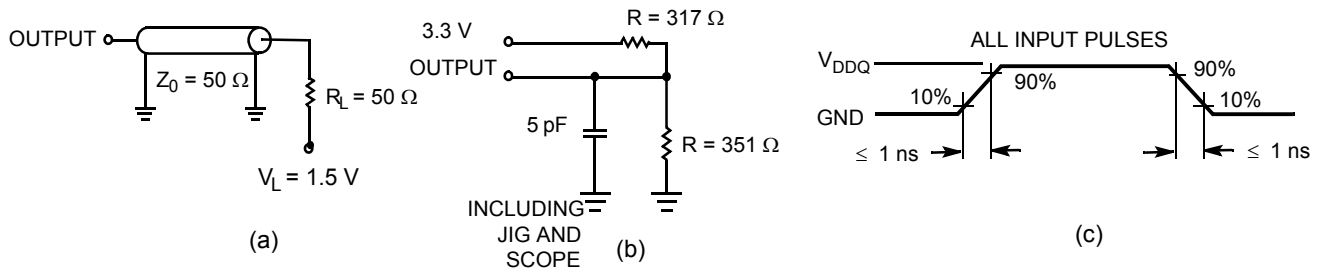 OUTPUT
Z0 = 50 Ω
RL = 50 Ω
VL = 1.5 V
(a)
R = 317 Ω
3.3 V
OUTPUT
5 pF
R = 351 Ω
INCLUDING
JIG AND
SCOPE
(b)
ALL INPUT PULSES
VDDQ
GND
10%
90%
90%
10%
≤ 1 ns
≤ 1 ns
(c)